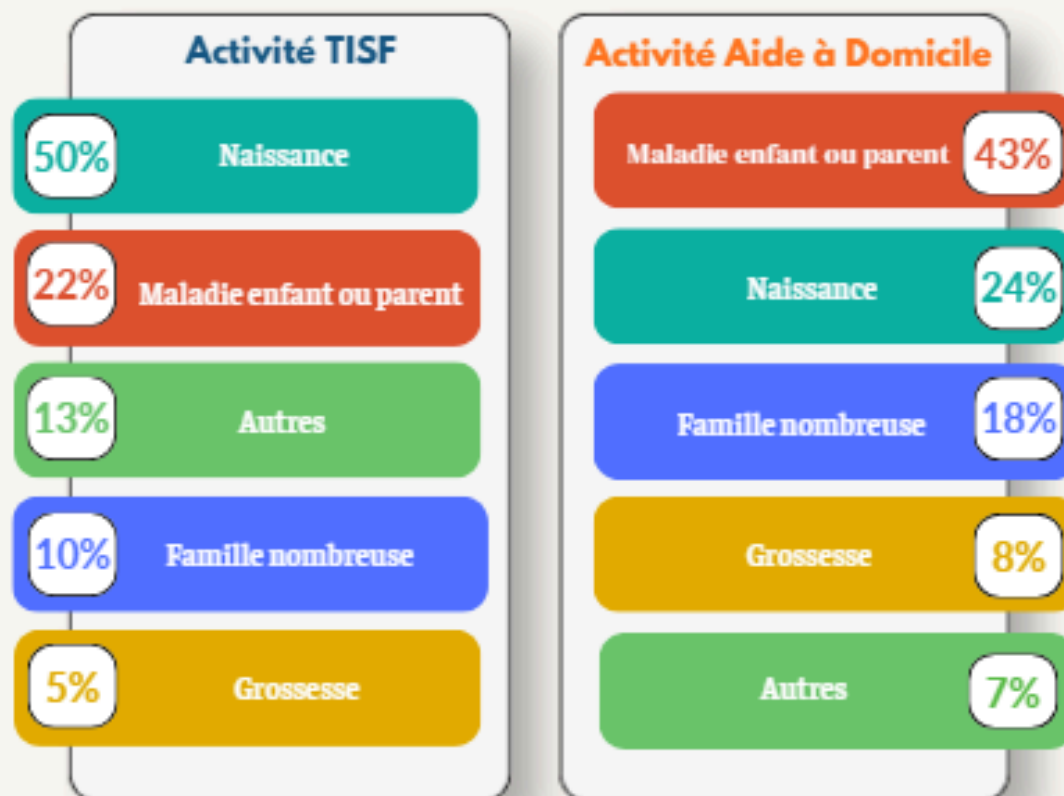 Activité TISF
50%
Naissance
22%
Maladie enfant ou parent
13%
Autres
10%
Famille nombreuse
5%
Grossesse
Activité Aide à Domicile
Maladie enfant ou parent
43%
Naissance
24%
Famille nombreuse
18%
Grossesse
8%
Autres
7%